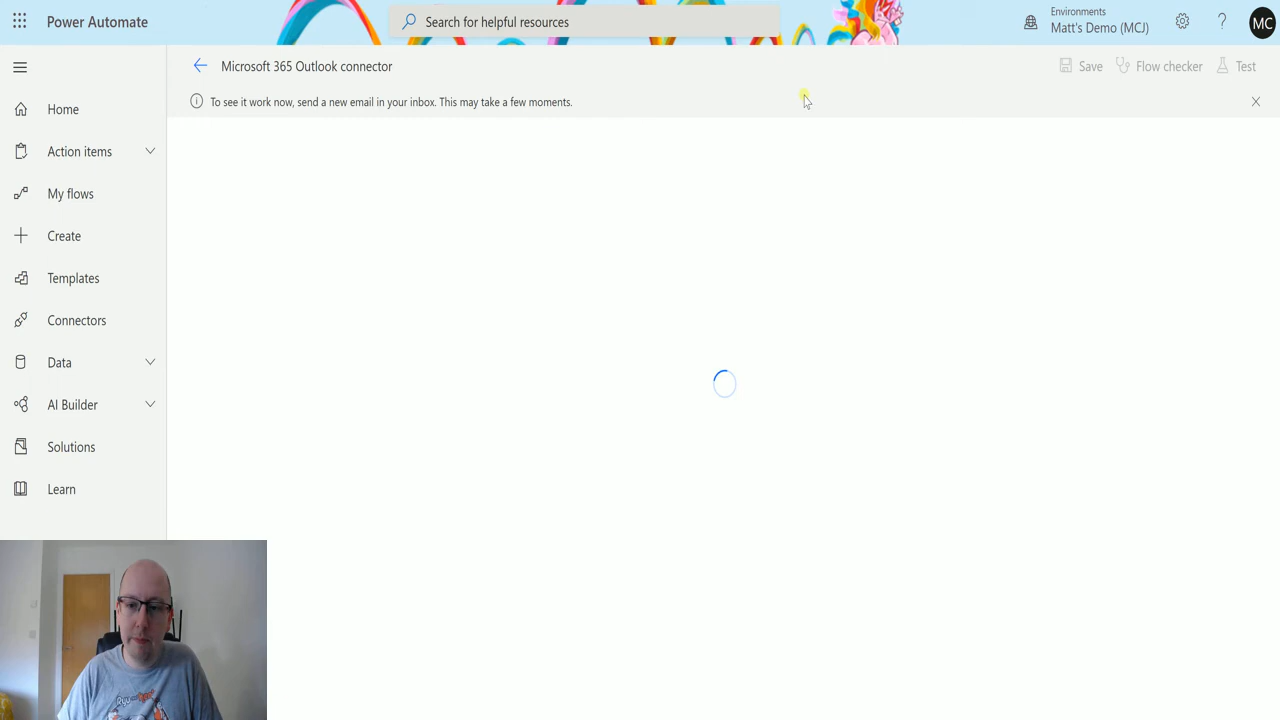 Power Automate
Search for helpful resources
Environments
Matt's Demo (MCJ)
MC
Microsoft 365 Outlook connector
Save
Flow checker
Test
To see it work now, send a new email in your inbox. This may take a few moments.
Home
Action items
My flows
Create
Templates
Connectors
Data
AI Builder
Solutions
Learn